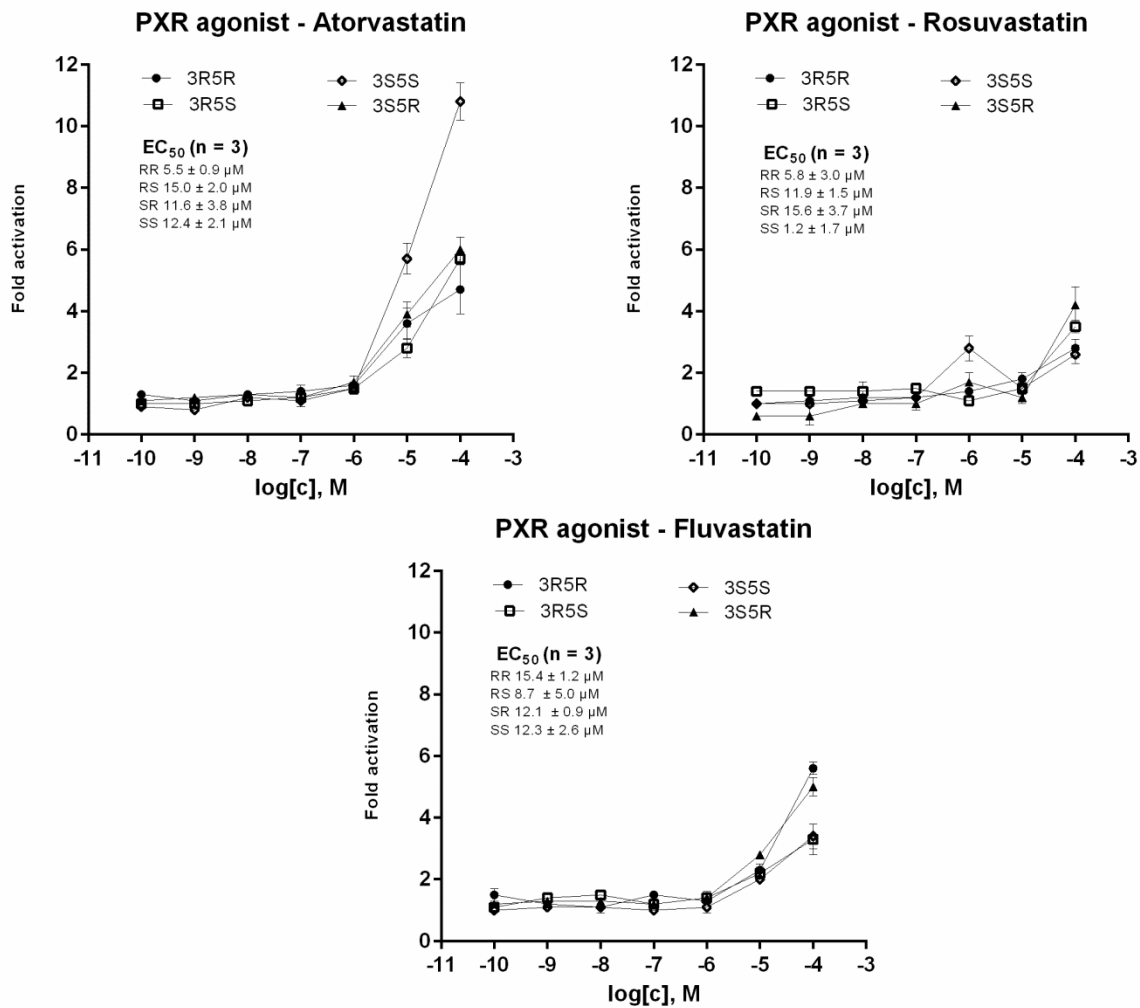 PXR agonist - Atorvastatin
12
10
8
6
4
2
0
Fold activation
3R5R
3S5S
3R5S
3S5R
EC50 (n = 3)
RR 5.5 ± 0.9 µM
RS 15.0 ± 2.0 µM
SR 11.6 ± 3.8 µM
SS 12.4 ± 2.1 µM
-11 -10 -9 -8 -7 -6 -5 -4 -3
log[c], M
PXR agonist - Rosuvastatin
12
10
8
6
4
2
0
Fold activation
3R5R
3S5S
3R5S
3S5R
EC50 (n = 3)
RR 5.8 ± 3.0 µM
RS 11.9 ± 1.5 µM
SR 15.6 ± 3.7 µM
SS 1.2 ± 1.7 µM
-11 -10 -9 -8 -7 -6 -5 -4 -3
log[c], M
PXR agonist - Fluvastatin
12
10
8
6
4
2
0
Fold activation
3R5R
3S5S
3R5S
3S5R
EC50 (n = 3)
RR 15.4 ± 1.2 µM
RS 8.7 ± 5.0 µM
SR 12.1 ± 0.9 µM
SS 12.3 ± 2.6 µM
-11 -10 -9 -8 -7 -6 -5 -4 -3
log[c], M